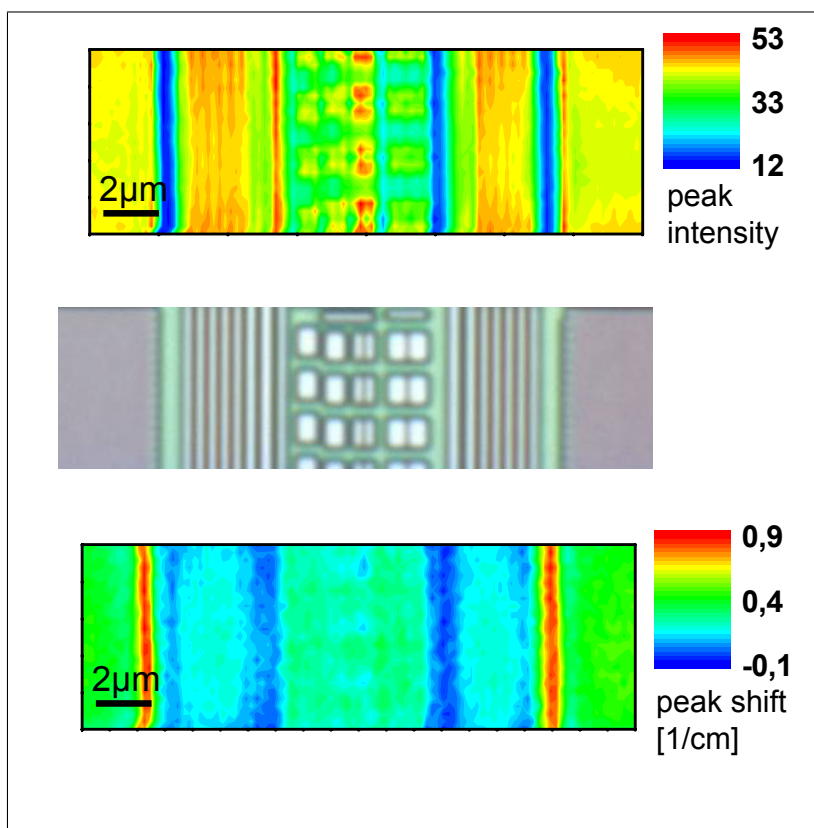 53
33
12
2µm
peak
intensity
0,9
0,4
-0,1
2µm
peak shift
[1/cm]